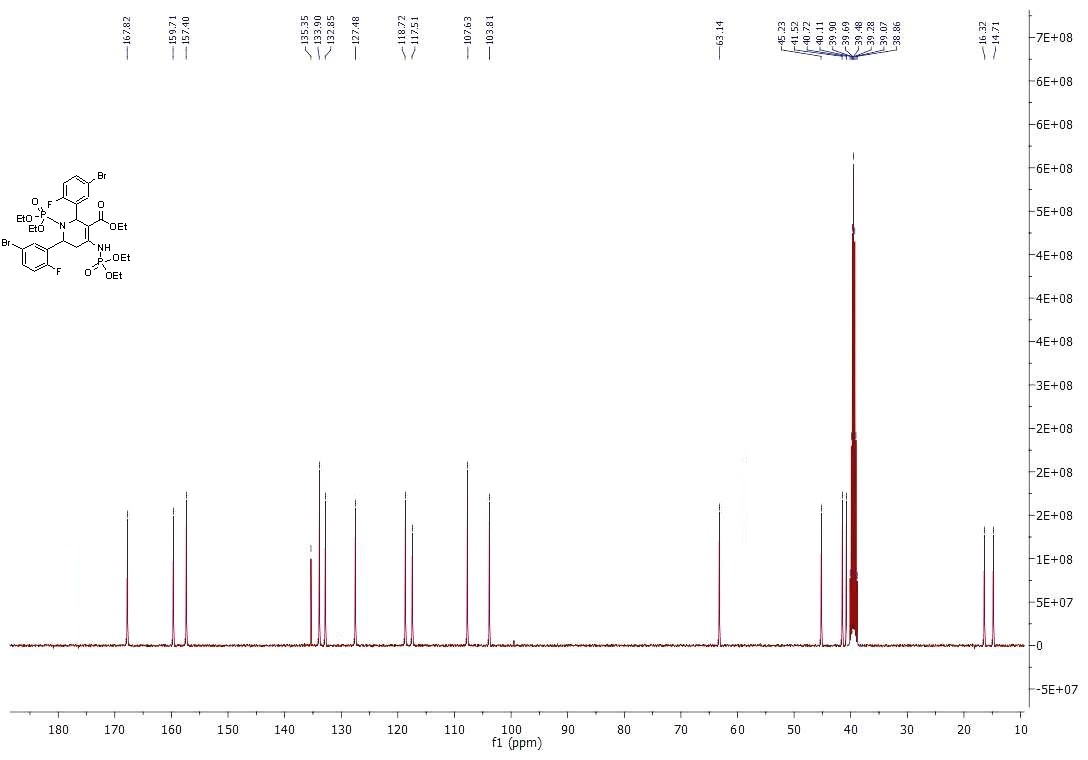 167.82
159.71
157.40
135.35
133.90
132.85
127.48
118.72
117.51
107.63
103.81
63.14
45.23
41.52
40.72
40.11
39.90
39.69
39.48
39.28
39.07
38.86
16.32
14.71
7E+08
6E+08
6E+08
6E+08
5E+08
4E+08
4E+08
4E+08
3E+08
2E+08
2E+08
2E+08
1E+08
5E+07
0
-5E+07
Br
F
O
O
EtO
P
EtO
N
OEt
Br
NH
F
P
OEt
O
OEt
180 170 160 150 140 130 120 110 100 90 80 70 60 50 40 30 20 10
f1 (ppm)